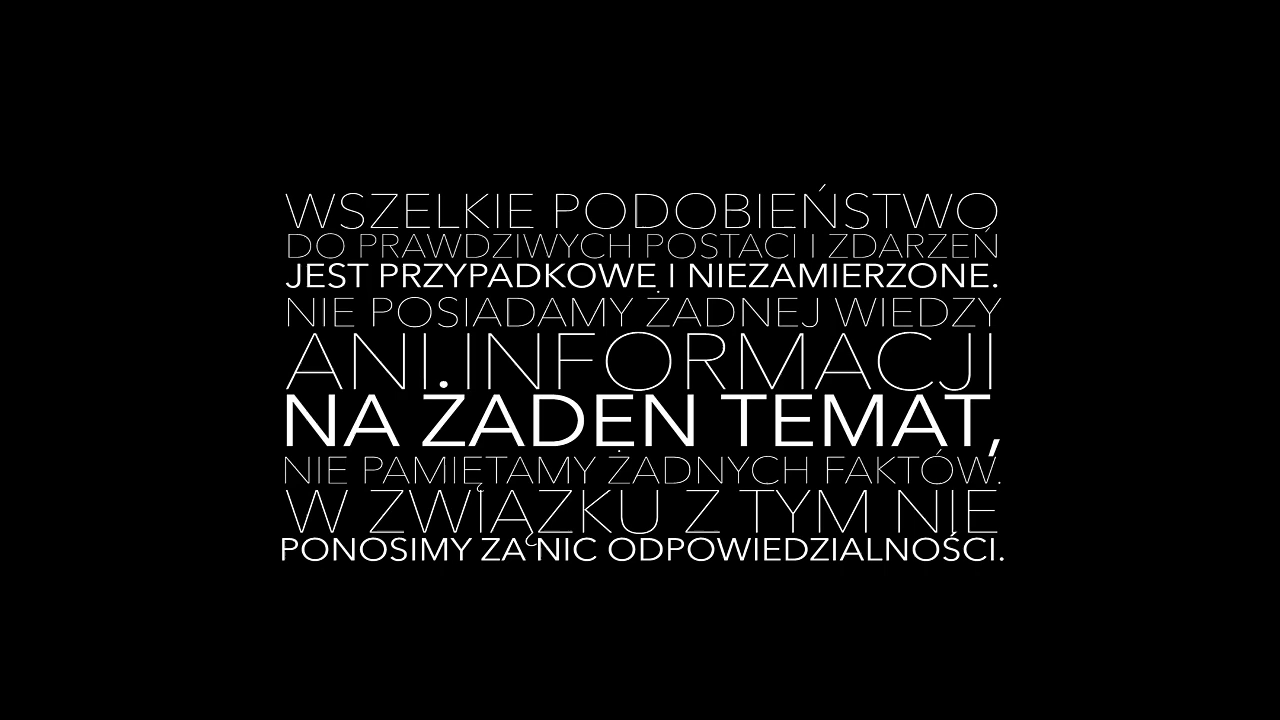 WSZELKIE PODOBIEŃSTWO
DO PRAWDZIWYCH POSTACI I ZDARZEŃ
JEST PRZYPADKOWE I NIEZAMIERZONE.
NIE POSIADAMY ŻADNEJ WIEDZY
ANI INFORMACJI
NA ŻADEN TEMAT,
NIE PAMIĘTAMY ŻADNYCH FAKTÓW.
W ZWIĄZKU Z TYM NIE
PONOSIMY ZA NIC ODPOWIEDZIALNOŚCI.